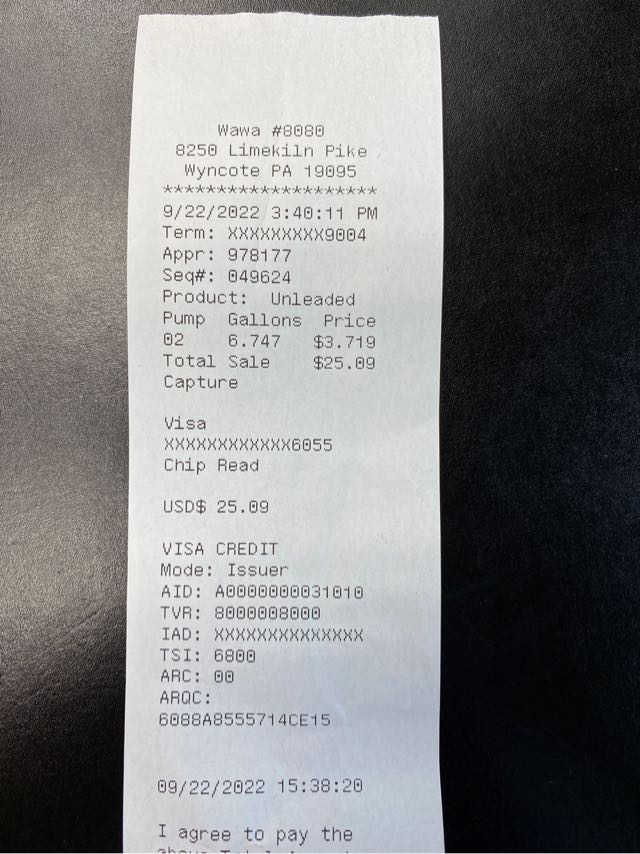 Wawa #8080
8250 Limekiln Pike
Wyncote PA 19095
********************
9/22/2022 3:40:11 PM
Term: XXXXXXXXX9004
Appr: 978177
Seq#: 049624
Product: Unleaded
Pump Gallons Price
02 6.747 $3.719
Total Sale $25.09
Capture
Visa
XXXXXXXXXXXX6055
Chip Read
USD$ 25.09
VISA CREDIT
Mode: Issuer
AID: A0000000031010
TVR: 8000008000
IAD: XXXXXXXXXXXXXX
TSI: 6800
ARC: 00
ARQC:
6088A8555714CE15
09/22/2022 15:38:20
I agree to pay the